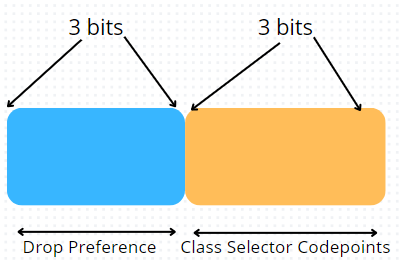 3 bits 3 bits
Drop Preference Class Selector Codepoints